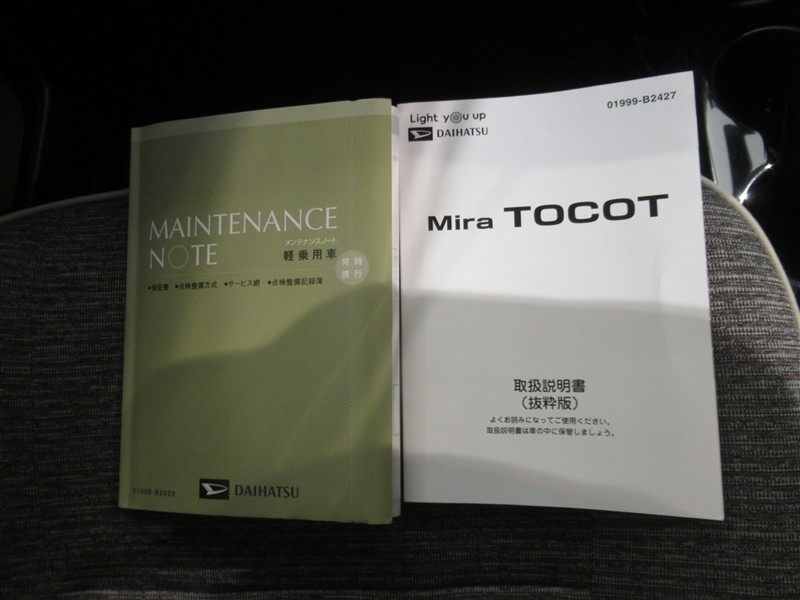 MAINTENANCE
NOTE
メンテナンスノート
軽乗用車
常時
携行
●保証書 ●点検整備方式 ●サービス網 ●点検整備記録簿
DAIHATSU
01999-B2427
Light you up
DAIHATSU
Mira TOCOT
取扱説明書
（抜粋版）
よくお読みになってご使用ください。
取扱説明書は車の中に保管しましょう。